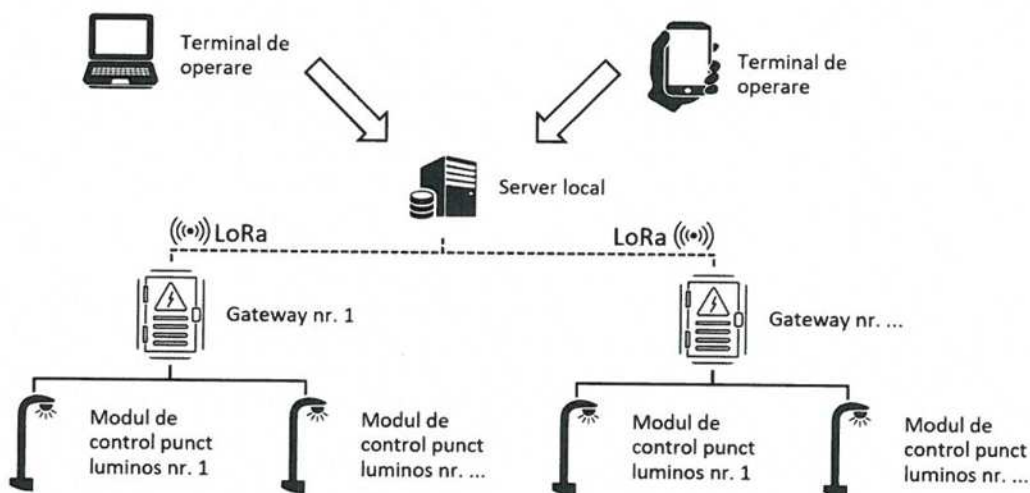 Terminal de
operare
Terminal de
operare
Server local
LoRa
LoRa
Gateway nr. 1
Gateway nr. ...
Modul de
control punct
luminos nr. 1
Modul de
control punct
luminos nr. ...
Modul de
control punct
luminos nr. 1
Modul de
control punct
luminos nr. ...